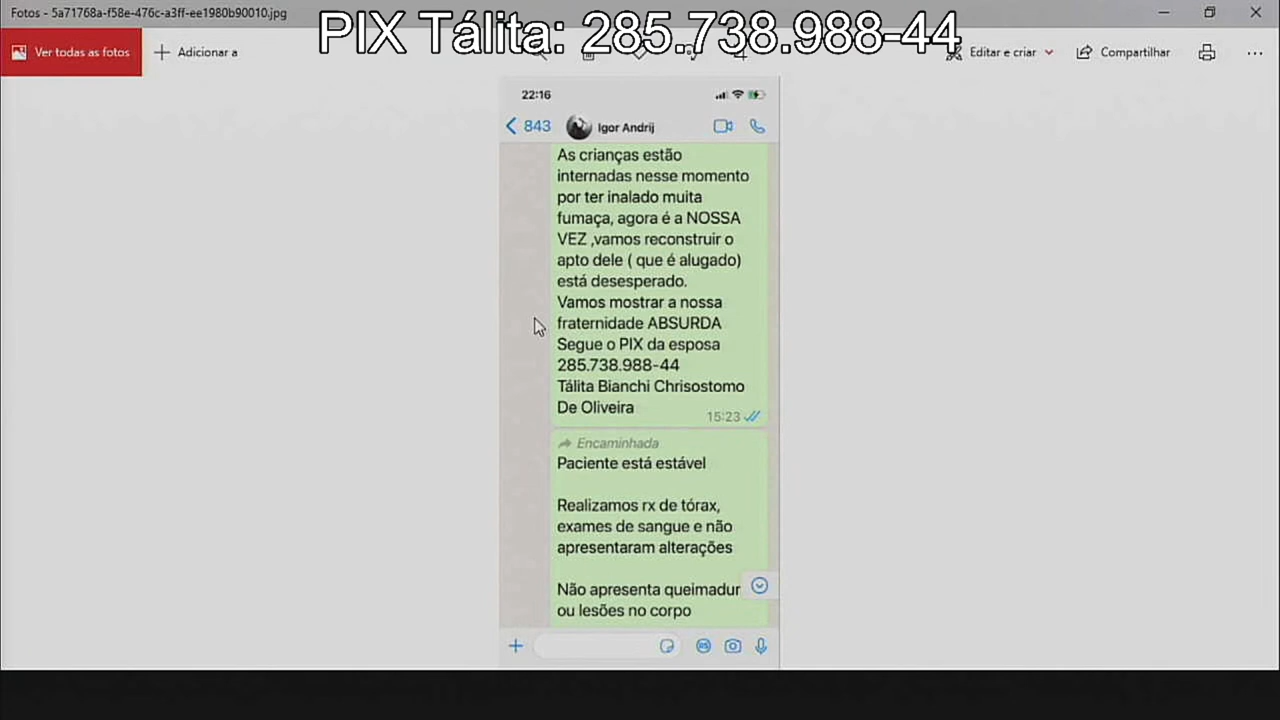 Fotos - 5a71768a-f58e-476c-a3ff-ee1980b90010.jpg
PIX Tálita: 285.738.988-44
Ver todas as fotos
Adicionar a
Editar e criar
Compartilhar
22:16
843
Igor Andrij
As crianças estão
internadas nesse momento
por ter inalado muita
fumaça, agora é a NOSSA
VEZ ,vamos reconstruir o
apto dele ( que é alugado)
está desesperado.
Vamos mostrar a nossa
fraternidade ABSURDA
Segue o PIX da esposa
285.738.988-44
Tálita Bianchi Chrisostomo
De Oliveira
15:23
Encaminhada
Paciente está estável
Realizamos rx de tórax,
exames de sangue e não
apresentaram alterações
Não apresenta queimadur
ou lesões no corpo